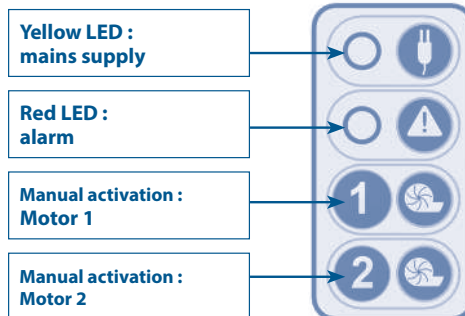 Yellow LED :
mains supply
Red LED :
alarm
Manual activation :
Motor 1
1
Manual activation :
Motor 2
2